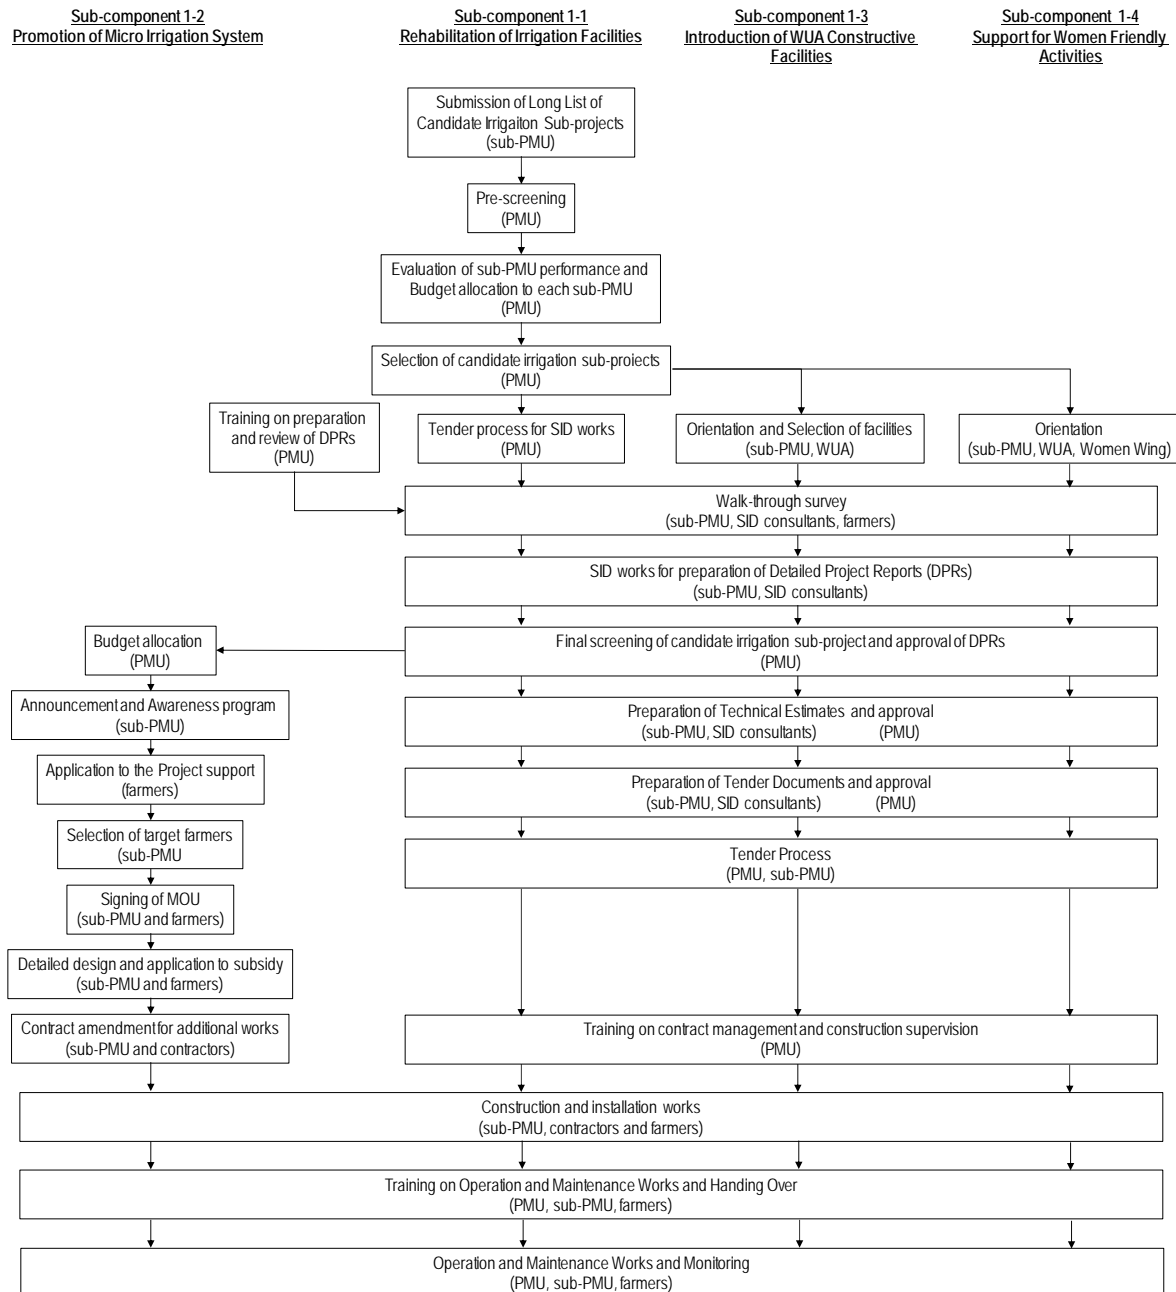 Sub-component 1-2
Promotion of Micro Irrigation System
Sub-component 1-1
Rehabilitation of Irrigation Facilities
Sub-component 1-3
Introduction of WUA Constructive
Facilities
Sub-component 1-4
Support for Women Friendly
Activities
Submission of Long List of
Candidate Irrigaiton Sub-projects
(sub-PMU)
Pre-screening
(PMU)
Evaluation of sub-PMU performance and
Budget allocation to each sub-PMU
(PMU)
Selection of candidate irrigation sub-projects
(PMU)
Training on preparation
and review of DPRs
(PMU)
Tender process for SID works
(PMU)
Orientation and Selection of facilities
(sub-PMU, WUA)
Orientation
(sub-PMU, WUA, Women Wing)
Walk-through survey
(sub-PMU, SID consultants, farmers)
SID works for preparation of Detailed Project Reports (DPRs)
(sub-PMU, SID consultants)
Final screening of candidate irrigation sub-project and approval of DPRs
(PMU)
Budget allocation
(PMU)
Announcement and Awareness program
(sub-PMU)
Application to the Project support
(farmers)
Selection of target farmers
(sub-PMU
Signing of MOU
(sub-PMU and farmers)
Detailed design and application to subsidy
(sub-PMU and farmers)
Contract amendment for additional works
(sub-PMU and contractors)
Preparation of Technical Estimates and approval
(sub-PMU, SID consultants) (PMU)
Preparation of Tender Documents and approval
(sub-PMU, SID consultants) (PMU)
Tender Process
(PMU, sub-PMU)
Training on contract management and construction supervision
(PMU)
Construction and installation works
(sub-PMU, contractors and farmers)
Training on Operation and Maintenance Works and Handing Over
(PMU, sub-PMU, farmers)
Operation and Maintenance Works and Monitoring
(PMU, sub-PMU, farmers)